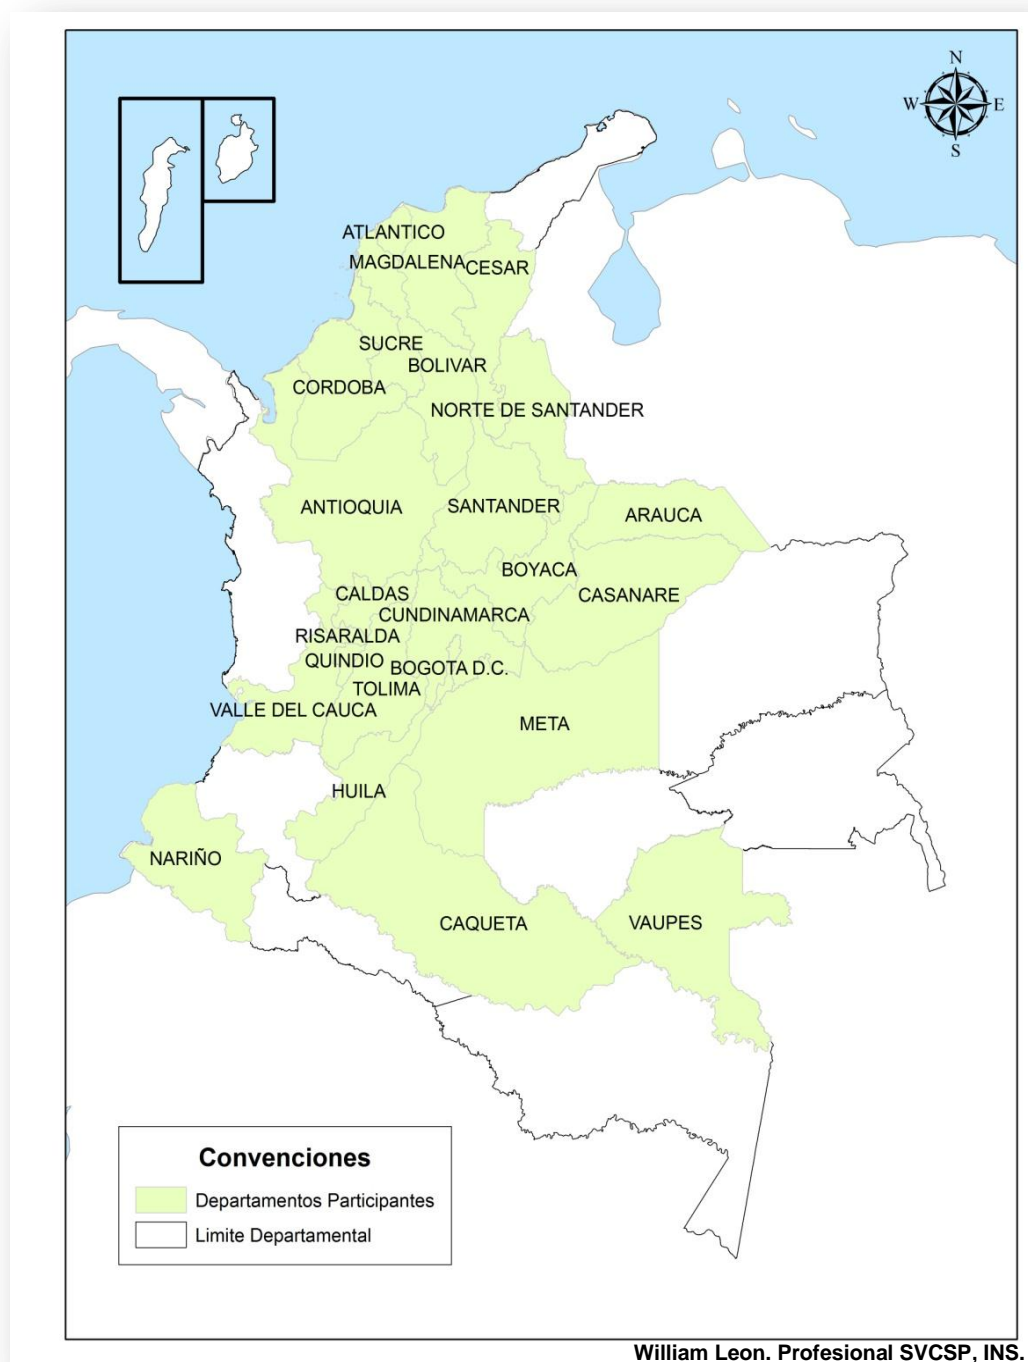 N
W E
S
ATLANTICO
MAGDALENA
CESAR
SUCRE
BOLIVAR
CORDOBA
NORTE DE SANTANDER
ANTIOQUIA
SANTANDER
ARAUCA
BOYACA
CASANARE
CALDAS
CUNDINAMARCA
RISARALDA
QUINDIO
BOGOTA D.C.
TOLIMA
VALLE DEL CAUCA
META
HUILA
NARIÑO
CAQUETA
VAUPES
Convenciones
Departamentos Participantes
Limite Departamental
William Leon. Profesional SVCSP, INS.